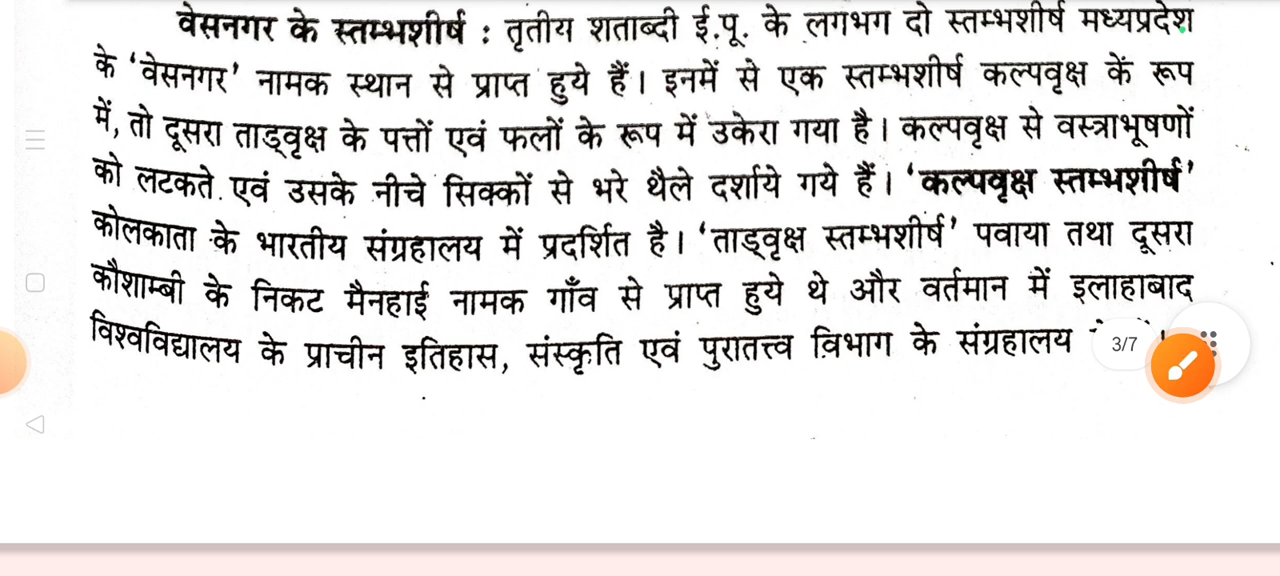 वेसनगर के स्तम्भशीर्ष : तृतीय शताब्दी ई.पू. के लगभग दो स्तम्भशीर्ष मध्यप्रदेश
के 'वेसनगर' नामक स्थान से प्राप्त हुये हैं। इनमें से एक स्तम्भशीर्ष कल्पवृक्ष कें रूप
में, तो दूसरा ताड्वृक्ष के पत्तों एवं फलों के रूप में उकेरा गया है। कल्पवृक्ष से वस्त्राभूषणों
को लटकते एवं उसके नीचे सिक्कों से भरे थैले दर्शाये गये हैं। 'कल्पवृक्ष स्तम्भशीर्ष'
कोलकाता के भारतीय संग्रहालय में प्रदर्शित है। 'ताड्वृक्ष स्तम्भशीर्ष' पवाया तथा दूसरा
कौशाम्बी के निकट मैनहाई नामक गाँव से प्राप्त हुये थे और वर्तमान में इलाहाबाद
विश्वविद्यालय के प्राचीन इतिहास, संस्कृति एवं पुरातत्त्व विभाग के संग्रहालय
3/7